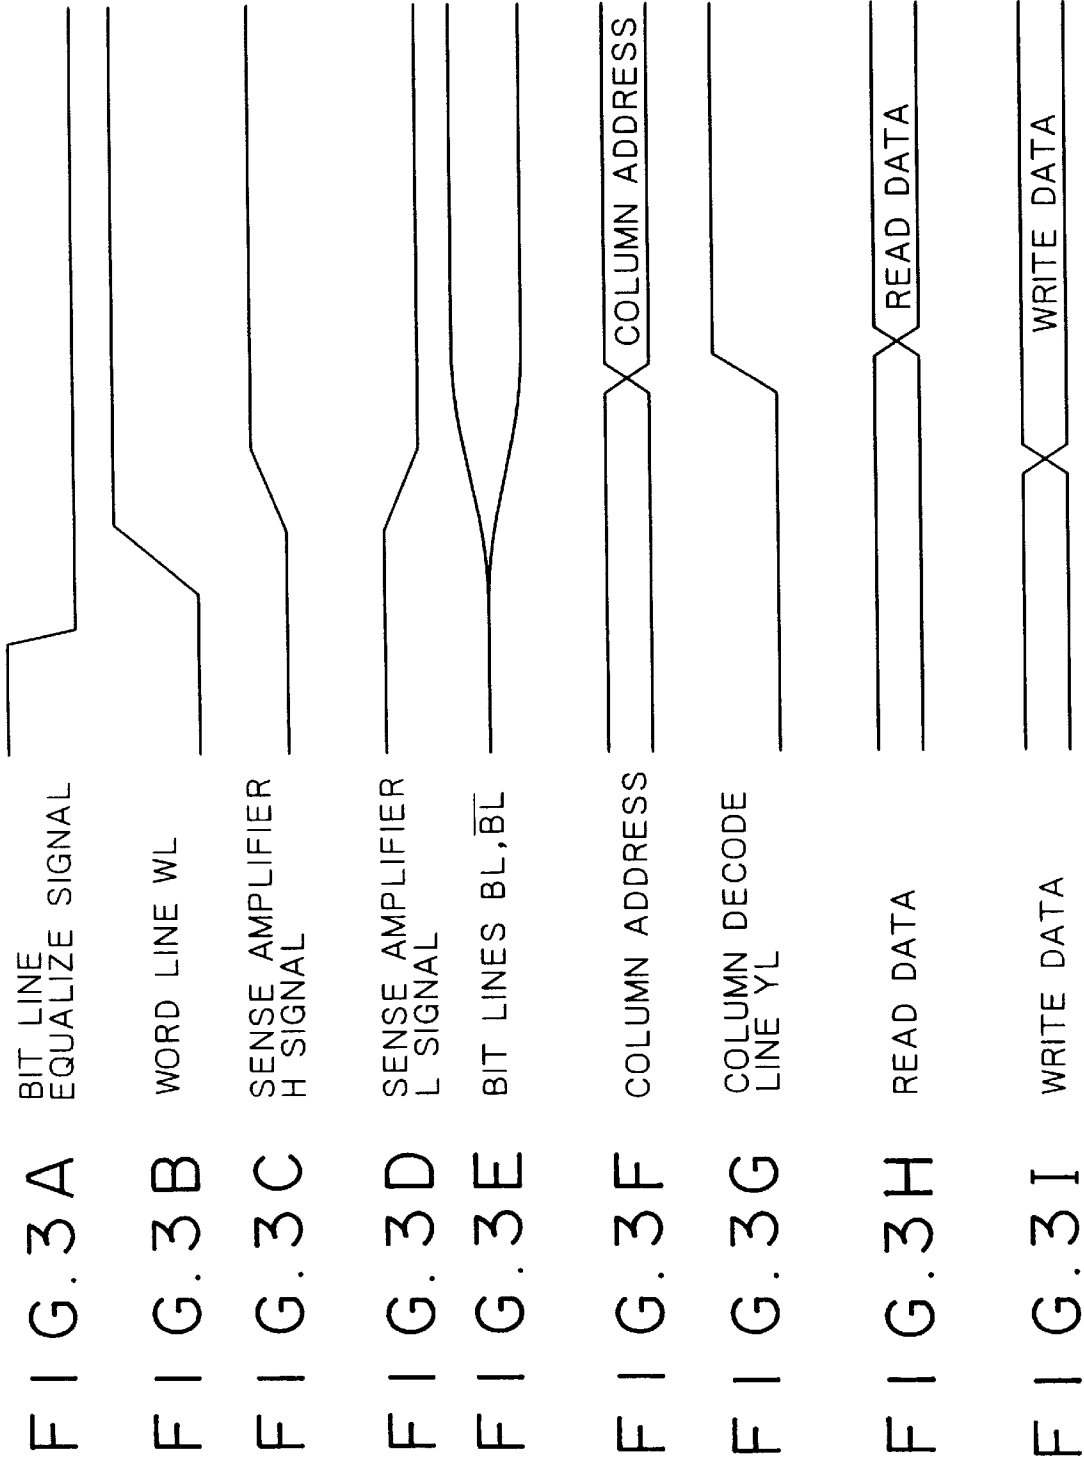 FIG.3A
BIT LINE
EQUALIZE SIGNAL
FIG.3B
WORD LINE WL
FIG.3C
SENSE AMPLIFIER
H SIGNAL
FIG.3D
SENSE AMPLIFIER
L SIGNAL
FIG.3E
BIT LINES BL,B̅L̅
FIG.3F
COLUMN ADDRESS
COLUMN ADDRESS
FIG.3G
COLUMN DECODE
LINE YL
FIG.3H
READ DATA
READ DATA
FIG.3I
WRITE DATA
WRITE DATA